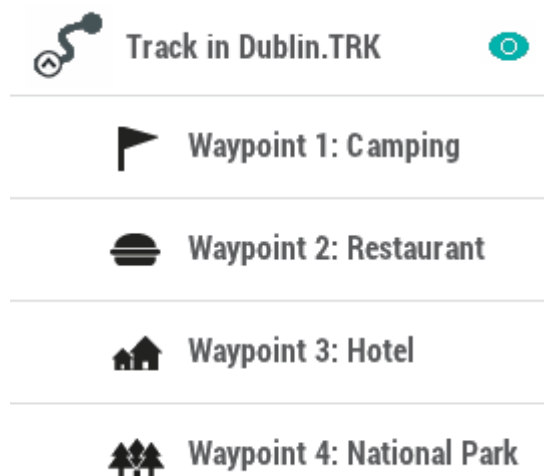 Track in Dublin.TRK
Waypoint 1: Camping
Waypoint 2: Restaurant
Waypoint 3: Hotel
Waypoint 4: National Park